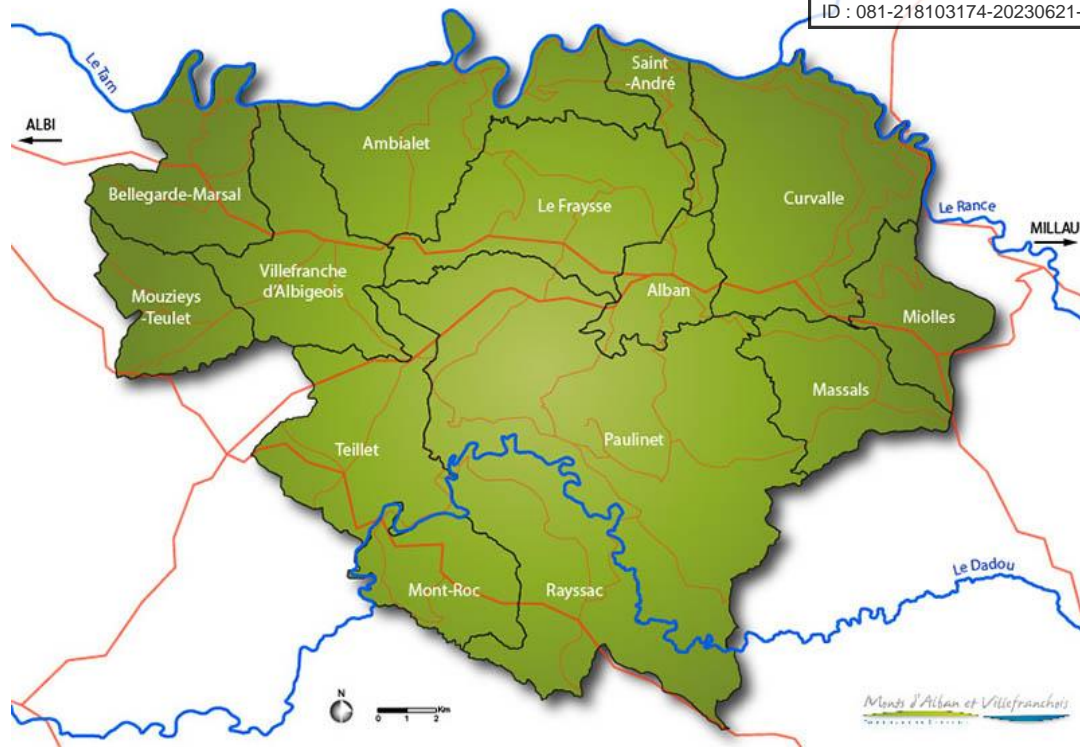 ID : 081-218103174-20230621-
Le Tarn
Saint
-André
ALBI
Ambialet
Bellegarde-Marsal
Le Fraysse
Curvalle
Le Rance
MILLAU
Villefranche
d'Albigeois
Mouzieys
-Teulet
Alban
Miolles
Massals
Teillet
Paulinet
Mont-Roc
Rayssac
Le Dadou
N
0 1 2 Km
Monts d'Alban et Villefranchois